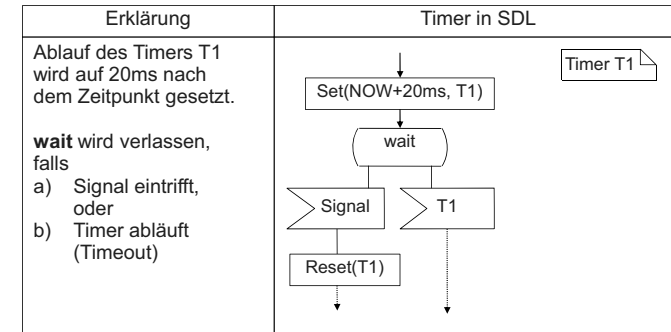 Erklärung
Timer in SDL
Ablauf des Timers T1
wird auf 20ms nach
dem Zeitpunkt gesetzt.
wait wird verlassen,
falls
a) Signal eintrifft,
oder
b) Timer abläuft
(Timeout)
Timer T1
Set(NOW+20ms, T1)
wait
Signal
T1
Reset(T1)